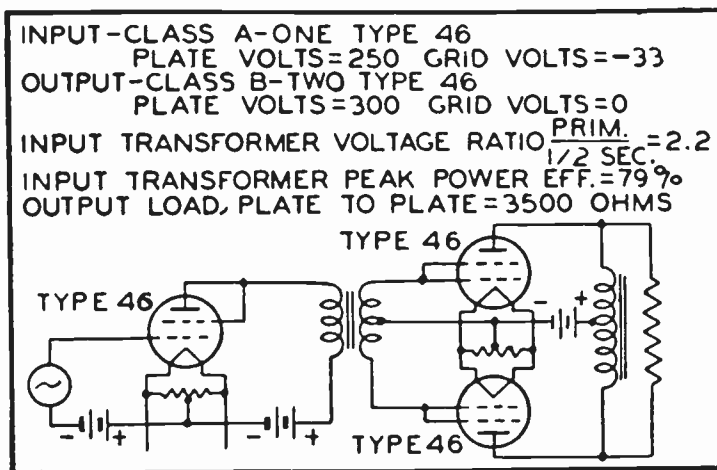 INPUT-CLASS A-ONE TYPE 46
PLATE VOLTS=250 GRID VOLTS=-33
OUTPUT-CLASS B-TWO TYPE 46
PLATE VOLTS=300 GRID VOLTS=0
INPUT TRANSFORMER VOLTAGE RATIO PRIM./1/2 SEC.=2.2
INPUT TRANSFORMER PEAK POWER EFF.=79%
OUTPUT LOAD, PLATE TO PLATE=3500 OHMS
TYPE 46
TYPE 46
- +
- +
- +
TYPE 46